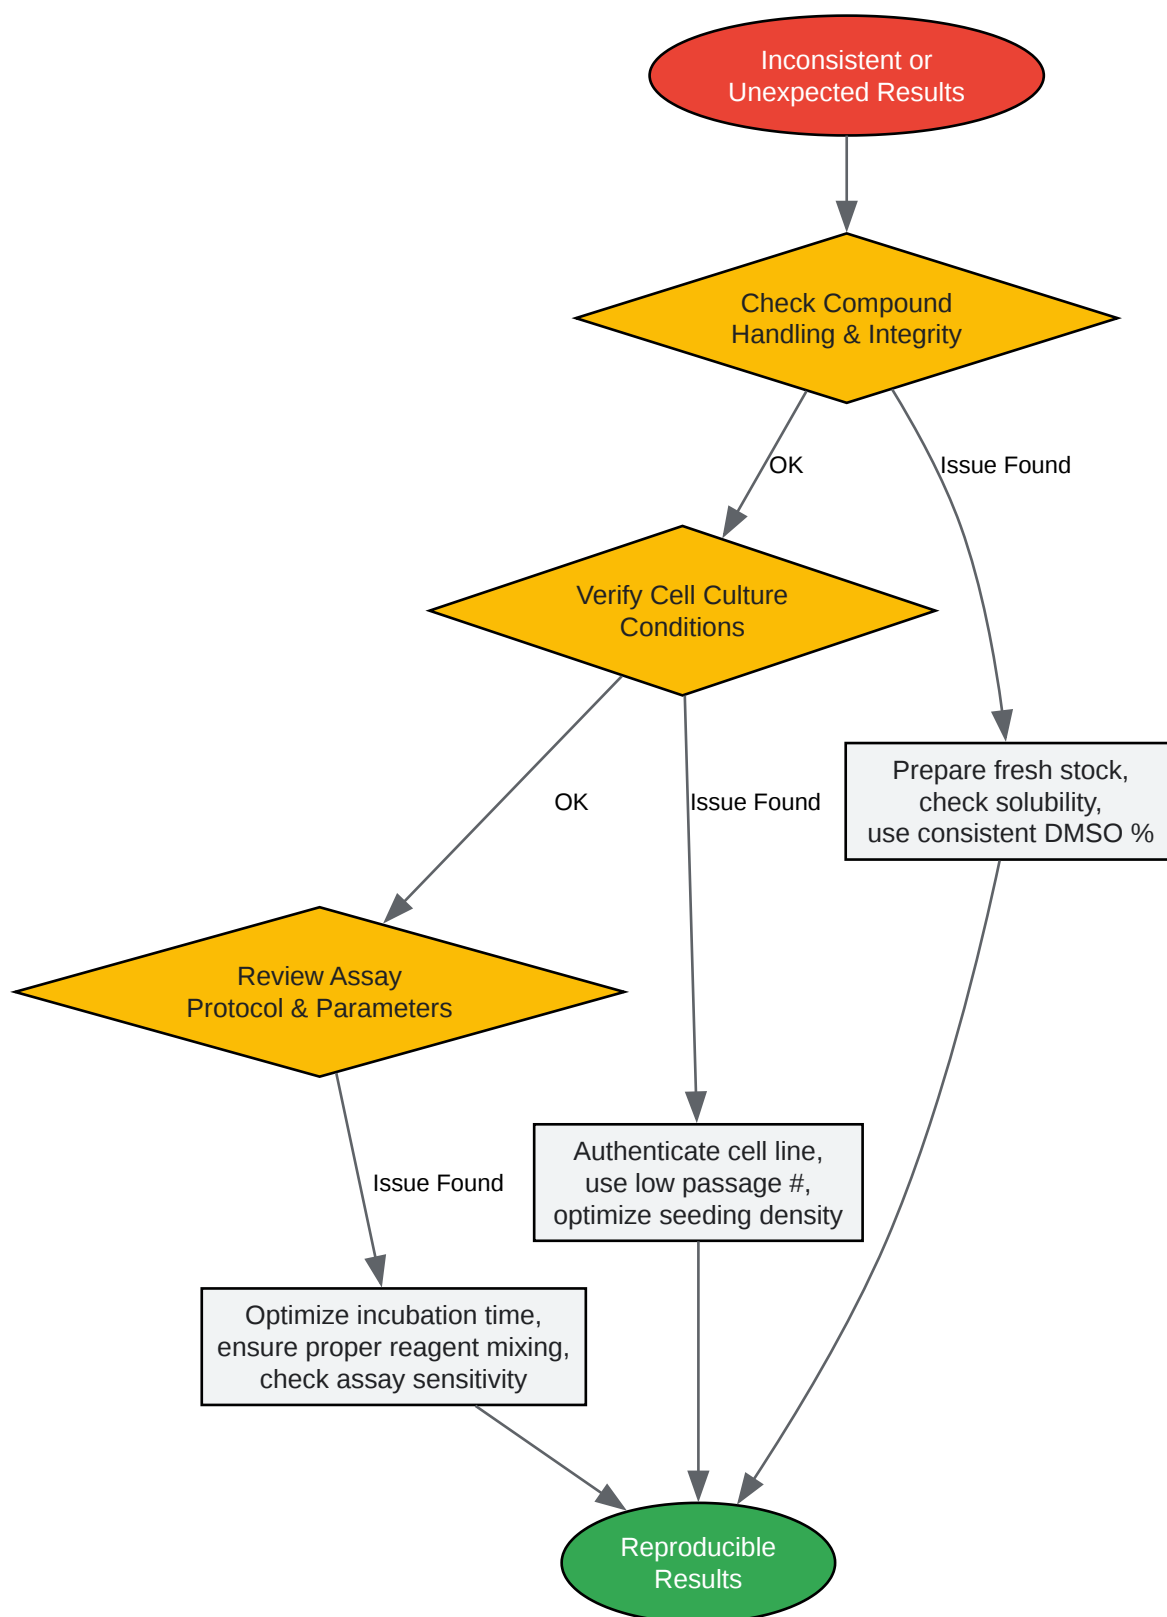 Inconsistent or
Unexpected Results
Check Compound
Handling & Integrity
OK
Issue Found
Verify Cell Culture
Conditions
Prepare fresh stock,
check solubility,
use consistent DMSO %
OK
Issue Found
Review Assay
Protocol & Parameters
Authenticate cell line,
use low passage #,
optimize seeding density
Issue Found
Optimize incubation time,
ensure proper reagent mixing,
check assay sensitivity
Reproducible
Results